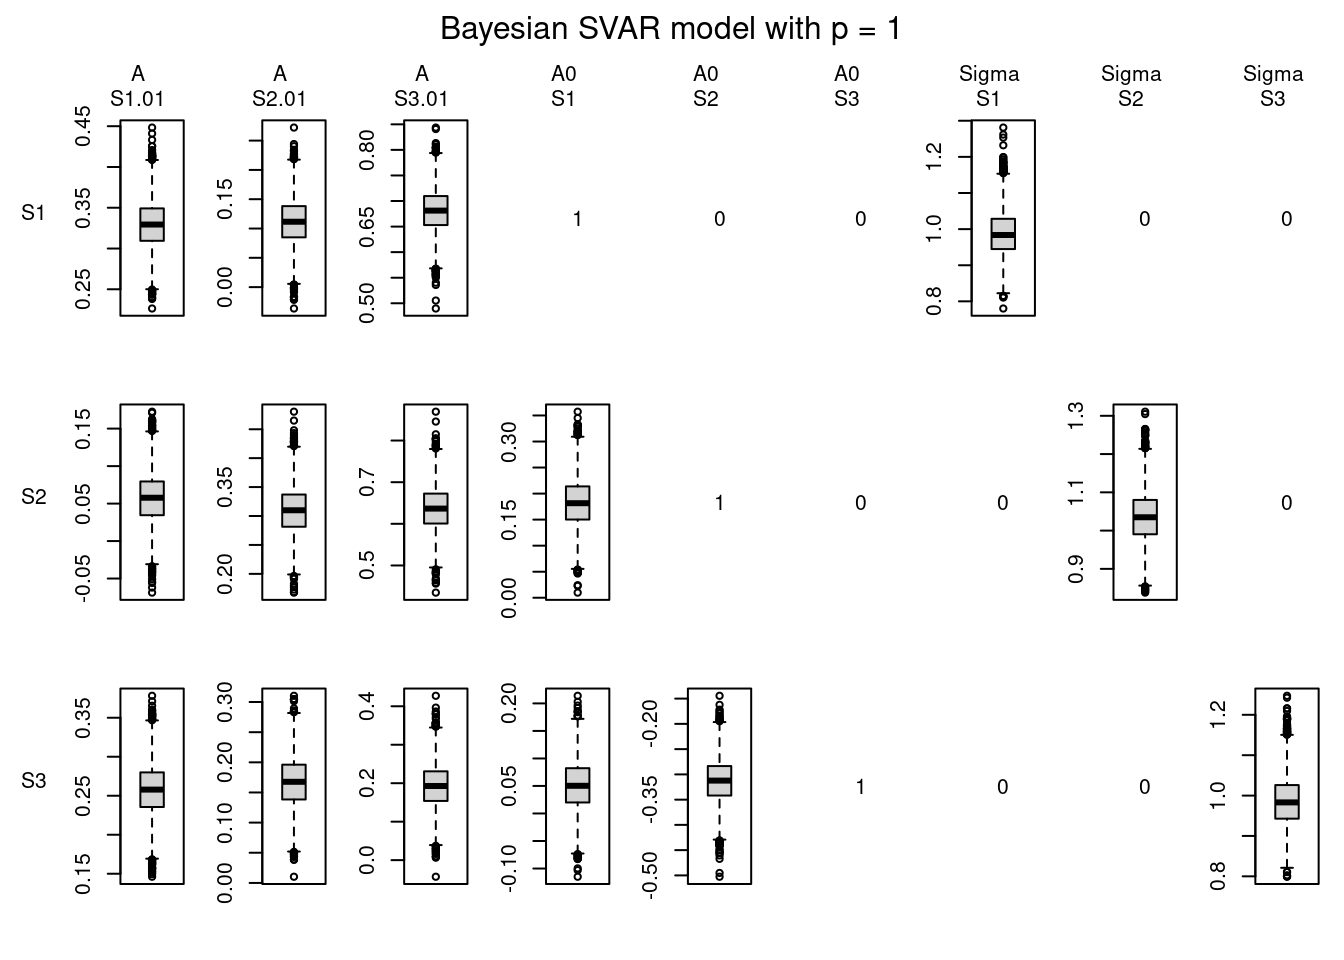 Bayesian SVAR model with p = 1
A A A A0 A0 A0 Sigma Sigma Sigma
S1.01 S2.01 S3.01 S1 S2 S3 S1 S2 S3
S1
0.25 0.35 0.45
0.00 0.15
0.50 0.65 0.80
1
0
0
0.8 1.0 1.2
0
0
S2
-0.05 0.05 0.15
0.20 0.35
0.5 0.7
0.00 0.15 0.30
1
0
0
0.9 1.1 1.3
0
S3
0.15 0.25 0.35
0.00 0.10 0.20 0.30
0.0 0.2 0.4
-0.10 0.05 0.20
-0.50 -0.35 -0.20
1
0
0
0.8 1.0 1.2